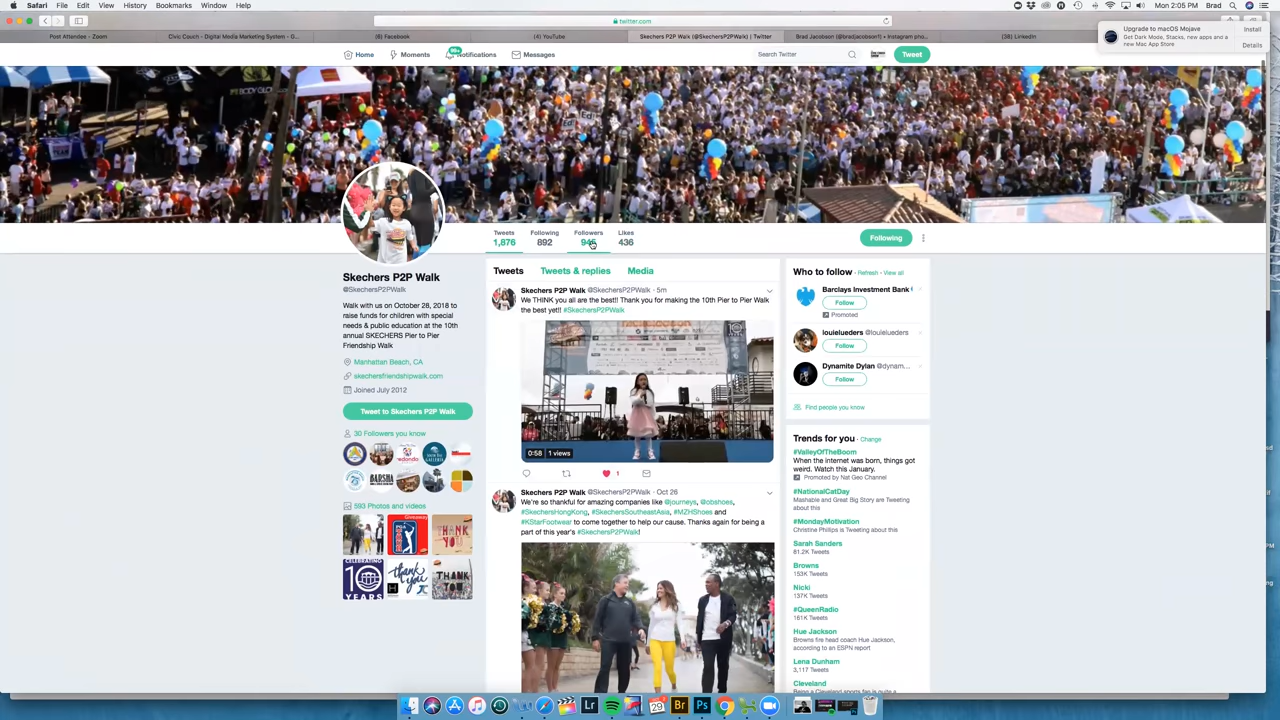 Safari File Edit View History Bookmarks Window Help
Mon 2:05 PM Brad
twitter.com
Post Attendee - Zoom
Civic Couch - Digital Media Marketing System - G...
(6) Facebook
(4) YouTube
Skechers P2P Walk (@SkechersP2PWalk) | Twitter
Brad Jacobson (@bradjacobson1) • Instagram pho...
(38) LinkedIn
Upgrade to macOS Mojave
Get Dark Mode, Stacks, new apps and a
new Mac App Store
Install
Details
Home Moments 99+ Notifications Messages
Search Twitter
Tweet
Tweets Following Followers Likes
1,876 892 436
Following
Skechers P2P Walk
@SkechersP2PWalk
Walk with us on October 28, 2018 to
raise funds for children with special
needs & public education at the 10th
annual SKECHERS Pier to Pier
Friendship Walk
Manhattan Beach, CA
skechersfriendshipwalk.com
Joined July 2012
Tweet to Skechers P2P Walk
30 Followers you know
593 Photos and videos
Tweets Tweets & replies Media
Skechers P2P Walk @SkechersP2PWalk · 5m
We THINK you all are the best!! Thank you for making the 10th Pier to Pier Walk
the best yet!! #SkechersP2PWalk
0:58 1 views
1
Skechers P2P Walk @SkechersP2PWalk · Oct 26
We're so thankful for amazing companies like @journeys, @obshoes,
@SkechersHongKong, #SkechersSoutheastAsia, #MZHShoes and
#KStarFootwear to come together to help our cause. Thanks again for being a
part of this year's #SkechersP2PWalk!
Who to follow · Refresh · View all
Barclays Investment Bank
Follow
Promoted
louielueders @louielueders
Follow
Dynamite Dylan @dynam...
Follow
Find people you know
Trends for you · Change
#ValleyOfTheBoom
When the internet was born, things got
weird. Watch this January.
Promoted by Nat Geo Channel
#NationalCatDay
Mashable and Great Big Story are Tweeting
about this
#MondayMotivation
Christine Phillips is Tweeting about this
Sarah Sanders
81.2K Tweets
Browns
153K Tweets
Nicki
137K Tweets
#QueenRadio
161K Tweets
Hue Jackson
Browns fire head coach Hue Jackson,
according to an ESPN report
Lena Dunham
3,117 Tweets
Cleveland